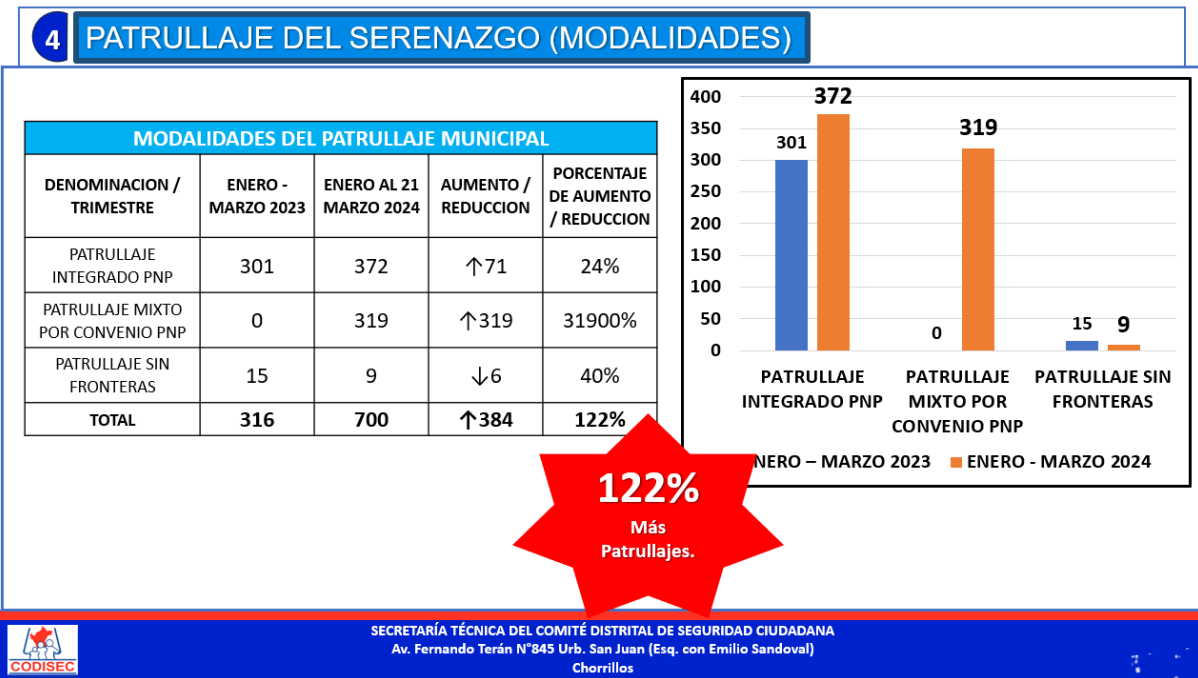 4
PATRULLAJE DEL SERENAZGO (MODALIDADES)
MODALIDADES DEL PATRULLAJE MUNICIPAL
DENOMINACION /
TRIMESTRE
ENERO -
MARZO 2023
ENERO AL 21
MARZO 2024
AUMENTO /
REDUCCION
PORCENTAJE
DE AUMENTO
/ REDUCCION
PATRULLAJE
INTEGRADO PNP
301
372
↑71
24%
PATRULLAJE MIXTO
POR CONVENIO PNP
0
319
↑319
31900%
PATRULLAJE SIN
FRONTERAS
15
9
↓6
40%
TOTAL
316
700
↑384
122%
400
350
300
250
200
150
100
50
0
301
372
0
319
15
9
PATRULLAJE
INTEGRADO PNP
PATRULLAJE
MIXTO POR
CONVENIO PNP
PATRULLAJE SIN
FRONTERAS
NERO – MARZO 2023
ENERO - MARZO 2024
122%
Más
Patrullajes.
SECRETARÍA TÉCNICA DEL COMITÉ DISTRITAL DE SEGURIDAD CIUDADANA
Av. Fernando Terán N°845 Urb. San Juan (Esq. con Emilio Sandoval)
Chorrillos
CODISEC